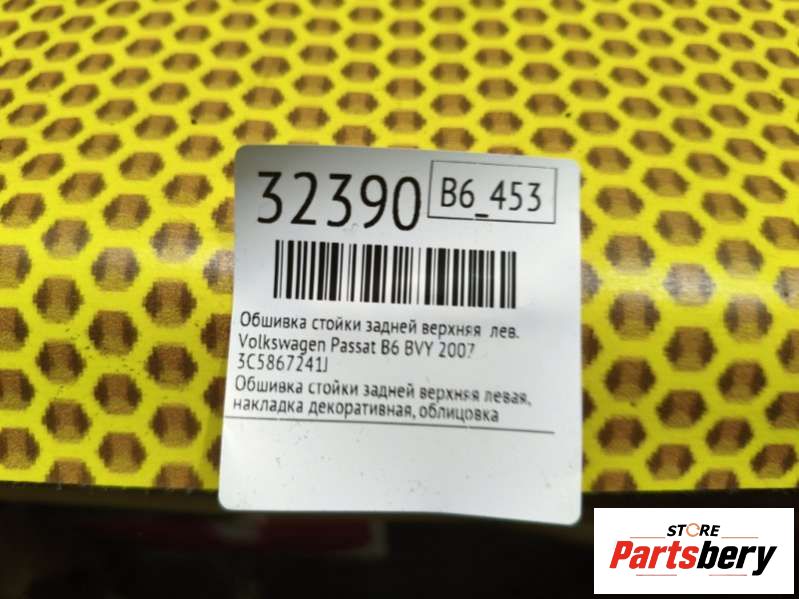 32390
B6_453
Обшивка стойки задней верхняя лев.
Volkswagen Passat B6 BVY 2007
3C5867241J
Обшивка стойки задней верхняя левая,
накладка декоративная, облицовка
STORE
Partsbery